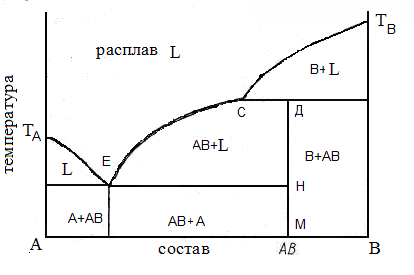 T_B
расплав L
B+L
температура
C
Д
T_A
E
AB+L
B+AB
L
H
A+AB
AB+A
M
A
состав
AB
B